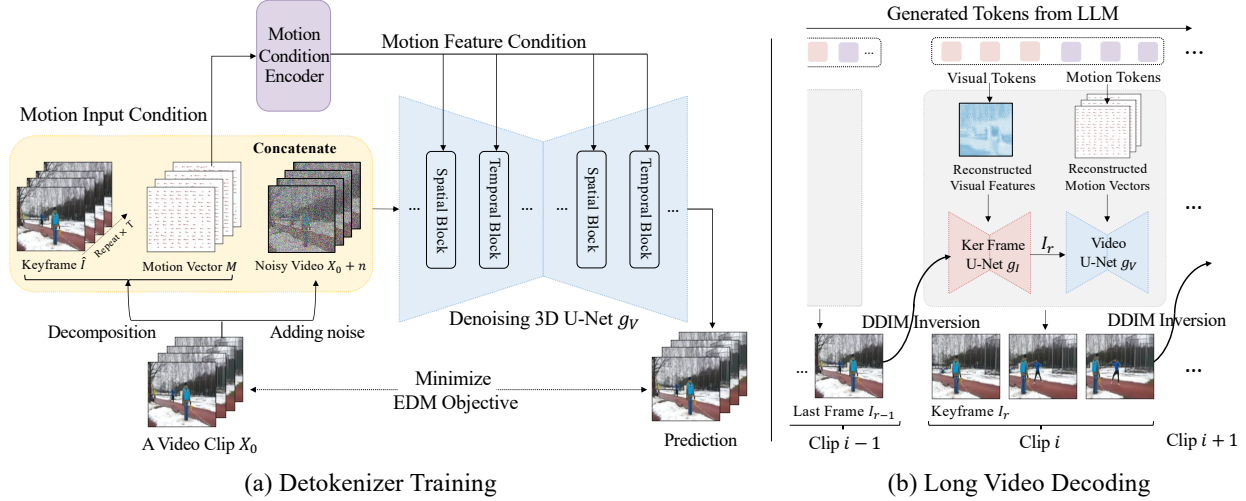 Motion
Condition
Encoder
Motion Feature Condition
Motion Input Condition
Concatenate
Repeat × T
Keyframe Î
Motion Vector M
Noisy Video X₀ + n
...
Spatial Block
Temporal Block
...
...
Spatial Block
Temporal Block
...
Decomposition
Adding noise
Denoising 3D U-Net g_V
Minimize
EDM Objective
A Video Clip X₀
Prediction
(a) Detokenizer Training
Generated Tokens from LLM
...
...
Visual Tokens
Motion Tokens
Reconstructed
Visual Features
Reconstructed
Motion Vectors
...
Ker Frame
U-Net g_I
I_r
Video
U-Net g_V
DDIM Inversion
DDIM Inversion
...
...
Last Frame I_{r−1}
Keyframe I_r
Clip i − 1
Clip i
Clip i + 1
(b) Long Video Decoding